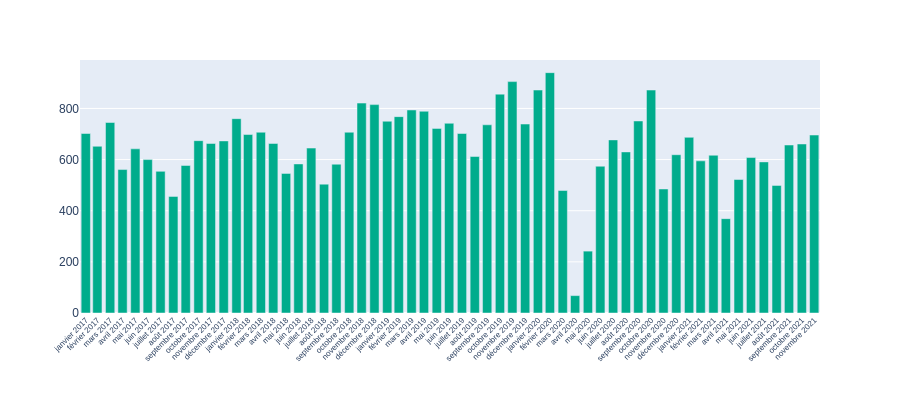 800
600
400
200
0
janvier 2017
février 2017
mars 2017
avril 2017
mai 2017
juin 2017
juillet 2017
août 2017
septembre 2017
octobre 2017
novembre 2017
décembre 2017
janvier 2018
février 2018
mars 2018
avril 2018
mai 2018
juin 2018
juillet 2018
août 2018
septembre 2018
octobre 2018
novembre 2018
décembre 2018
janvier 2019
février 2019
mars 2019
avril 2019
mai 2019
juin 2019
juillet 2019
août 2019
septembre 2019
octobre 2019
novembre 2019
décembre 2019
janvier 2020
février 2020
mars 2020
avril 2020
mai 2020
juin 2020
juillet 2020
août 2020
septembre 2020
octobre 2020
novembre 2020
décembre 2020
janvier 2021
février 2021
mars 2021
avril 2021
mai 2021
juin 2021
juillet 2021
août 2021
septembre 2021
octobre 2021
novembre 2021